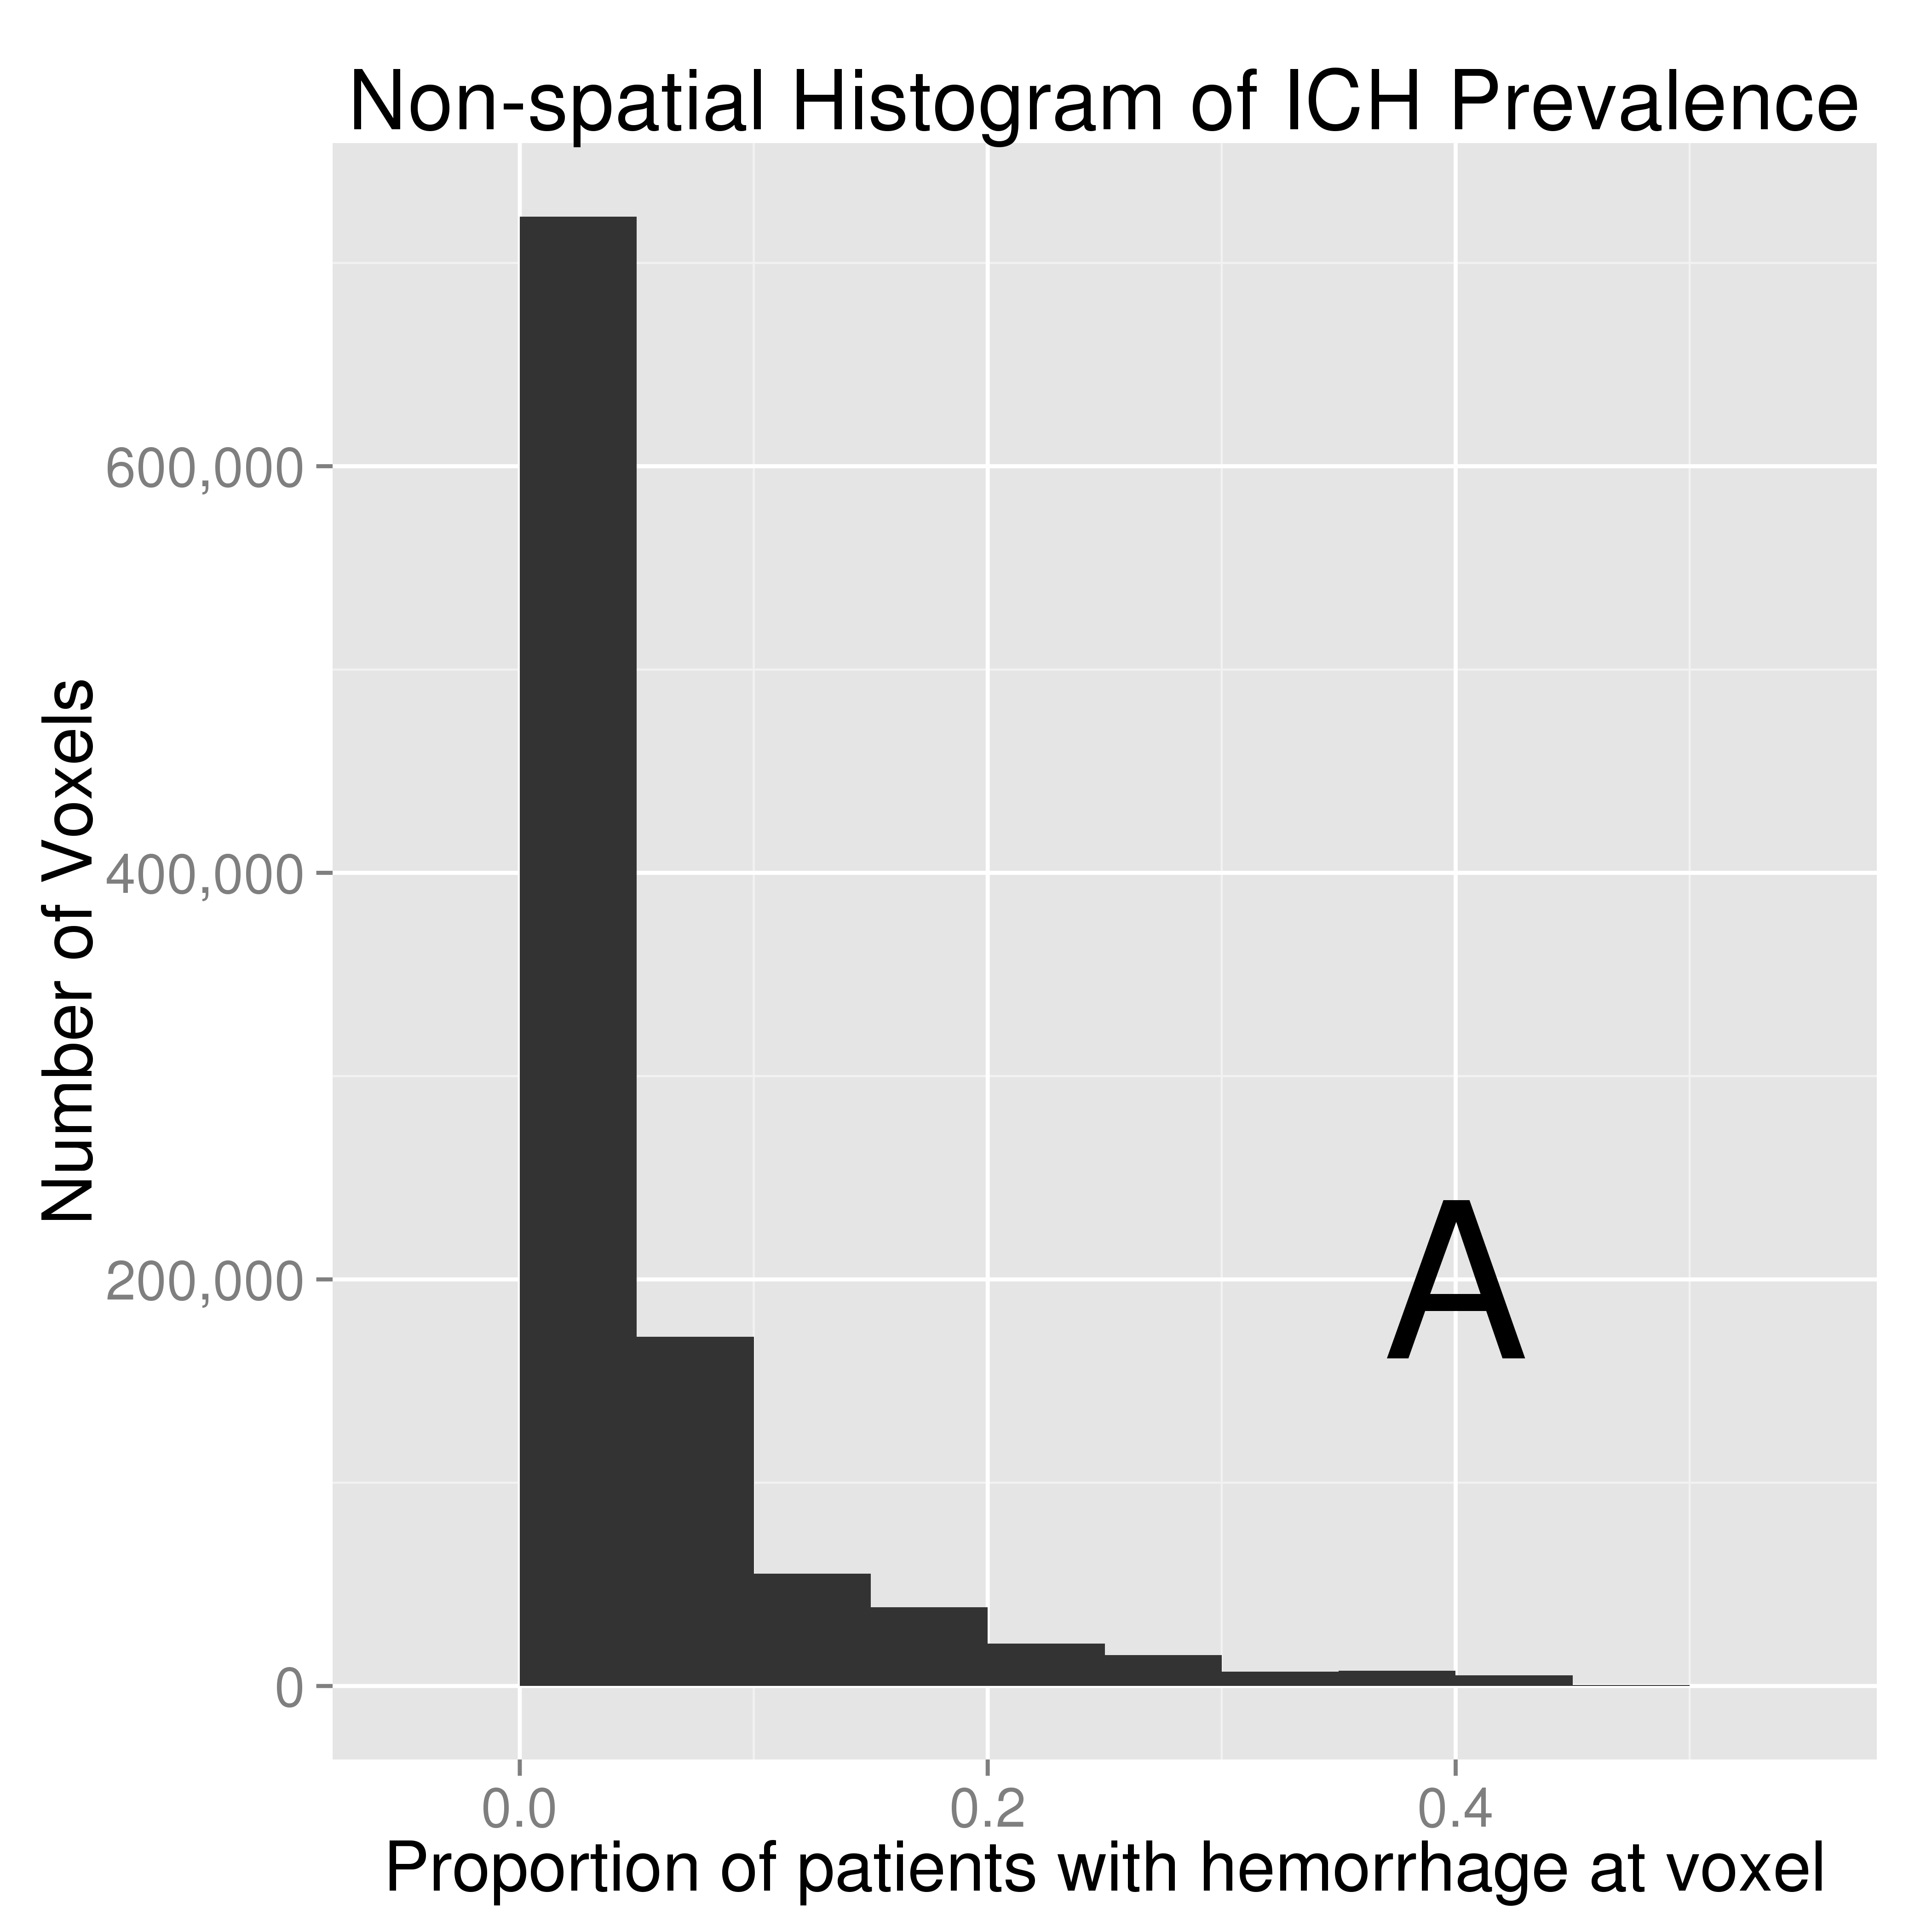 Non-spatial Histogram of ICH Prevalence
Number of Voxels
600,000
400,000
200,000
0
A
0.0 0.2 0.4
Proportion of patients with hemorrhage at voxel